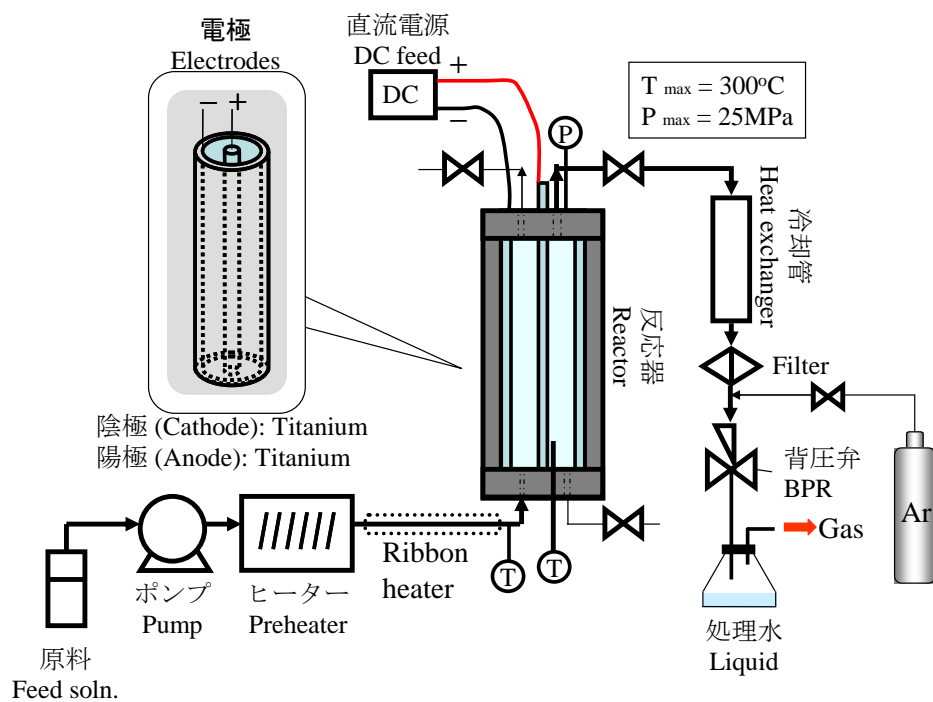 電極
Electrodes
− +
直流電源
DC feed
+
DC
−
T max = 300°C
P max = 25MPa
P
冷却管
Heat exchanger
反応器
Reactor
Filter
陰極 (Cathode): Titanium
陽極 (Anode): Titanium
背圧弁
BPR
Ar
Gas
Ribbon
heater
T
T
ポンプ
Pump
ヒーター
Preheater
処理水
Liquid
原料
Feed soln.